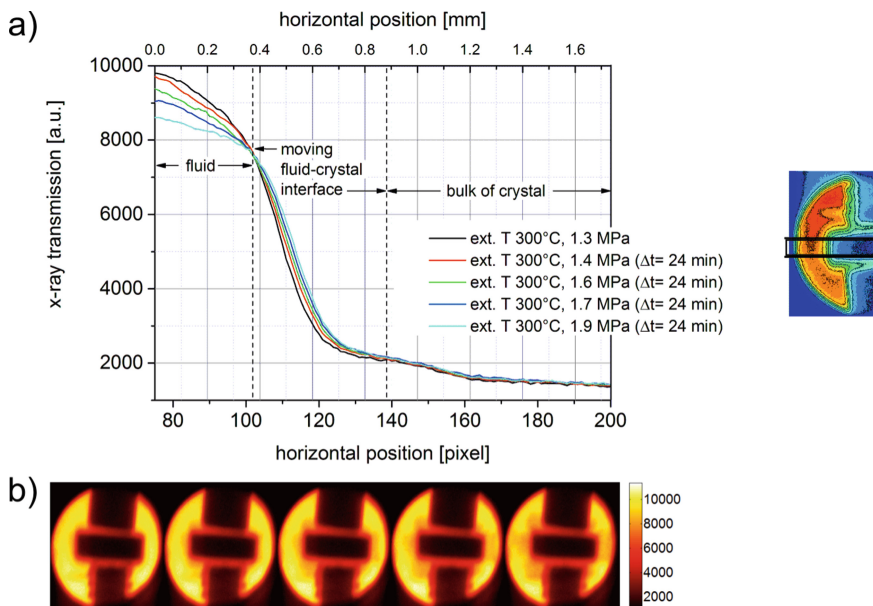 a)
horizontal position [mm]
0.0 0.2 0.4 0.6 0.8 1.0 1.2 1.4 1.6
x-ray transmission [a.u.]
10000
8000
6000
4000
2000
fluid
moving
fluid-crystal
interface
bulk of crystal
ext. T 300°C, 1.3 MPa
ext. T 300°C, 1.4 MPa (Δt= 24 min)
ext. T 300°C, 1.6 MPa (Δt= 24 min)
ext. T 300°C, 1.7 MPa (Δt= 24 min)
ext. T 300°C, 1.9 MPa (Δt= 24 min)
80 100 120 140 160 180 200
horizontal position [pixel]
b)
10000
8000
6000
4000
2000